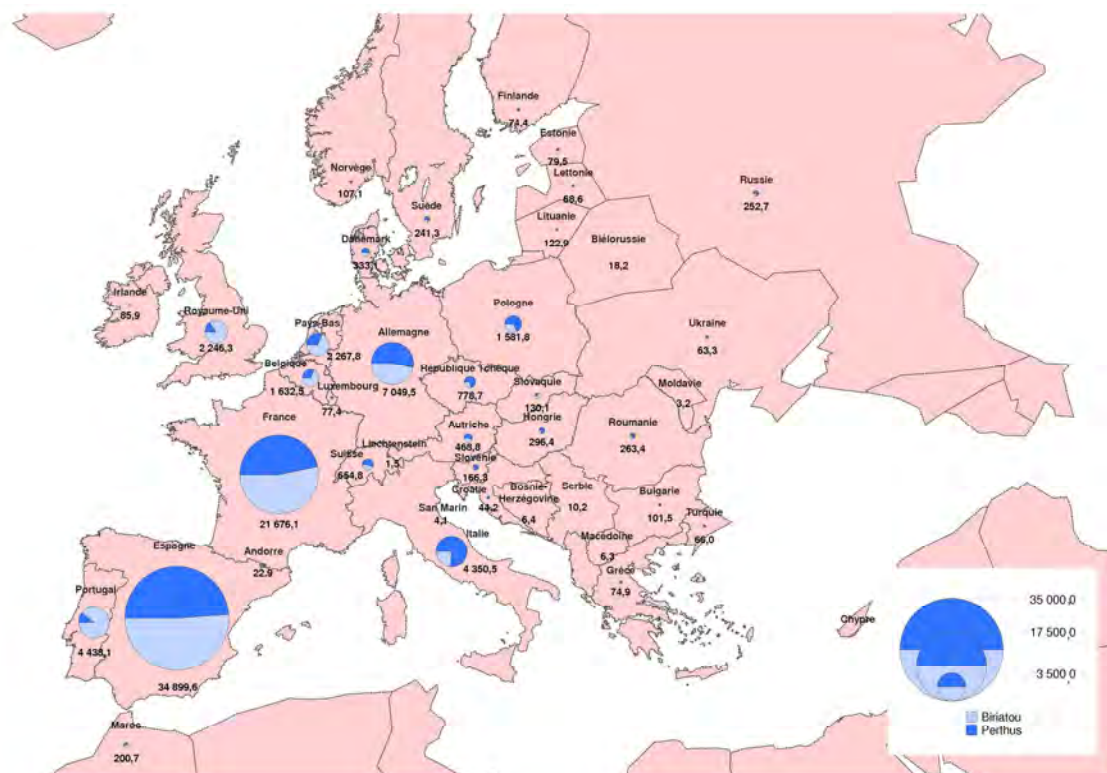 Finlande
74,4
Estonie
79,5
Lettonie
68,6
Norvège
107,1
Russie
252,7
Suède
241,3
Lituanie
122,9
Biélorussie
18,2
Danemark
333,1
Irlande
85,9
Royaume-Uni
2 246,3
Pays-Bas
2 267,8
Allemagne
7 049,5
Pologne
1 581,8
Ukraine
63,3
Belgique
1 632,5
Luxembourg
77,4
République Tchèque
778,7
Slovaquie
130,1
Moldavie
3,2
France
21 676,1
Autriche
468,8
Hongrie
296,4
Roumanie
263,4
Suisse
654,8
Liechtenstein
1,5
Slovénie
166,3
Croatie
44,2
Bosnie-
Herzégovine
6,4
Serbie
10,2
Bulgarie
101,5
San Marin
4,1
Turquie
66,0
Macédoine
6,3
Italie
4 350,5
Grèce
74,9
Andorre
22,9
Espagne
34 899,6
Portugal
4 438,1
Chypre
Maroc
200,7
35 000,0
17 500,0
3 500,0
Biriatou
Perthus